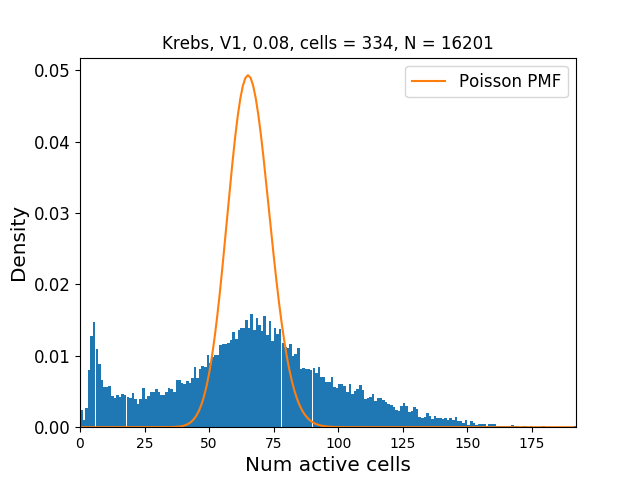 Krebs, V1, 0.08, cells = 334, N = 16201
Poisson PMF
0.05
0.04
0.03
0.02
0.01
0.00
Density
0 25 50 75 100 125 150 175
Num active cells